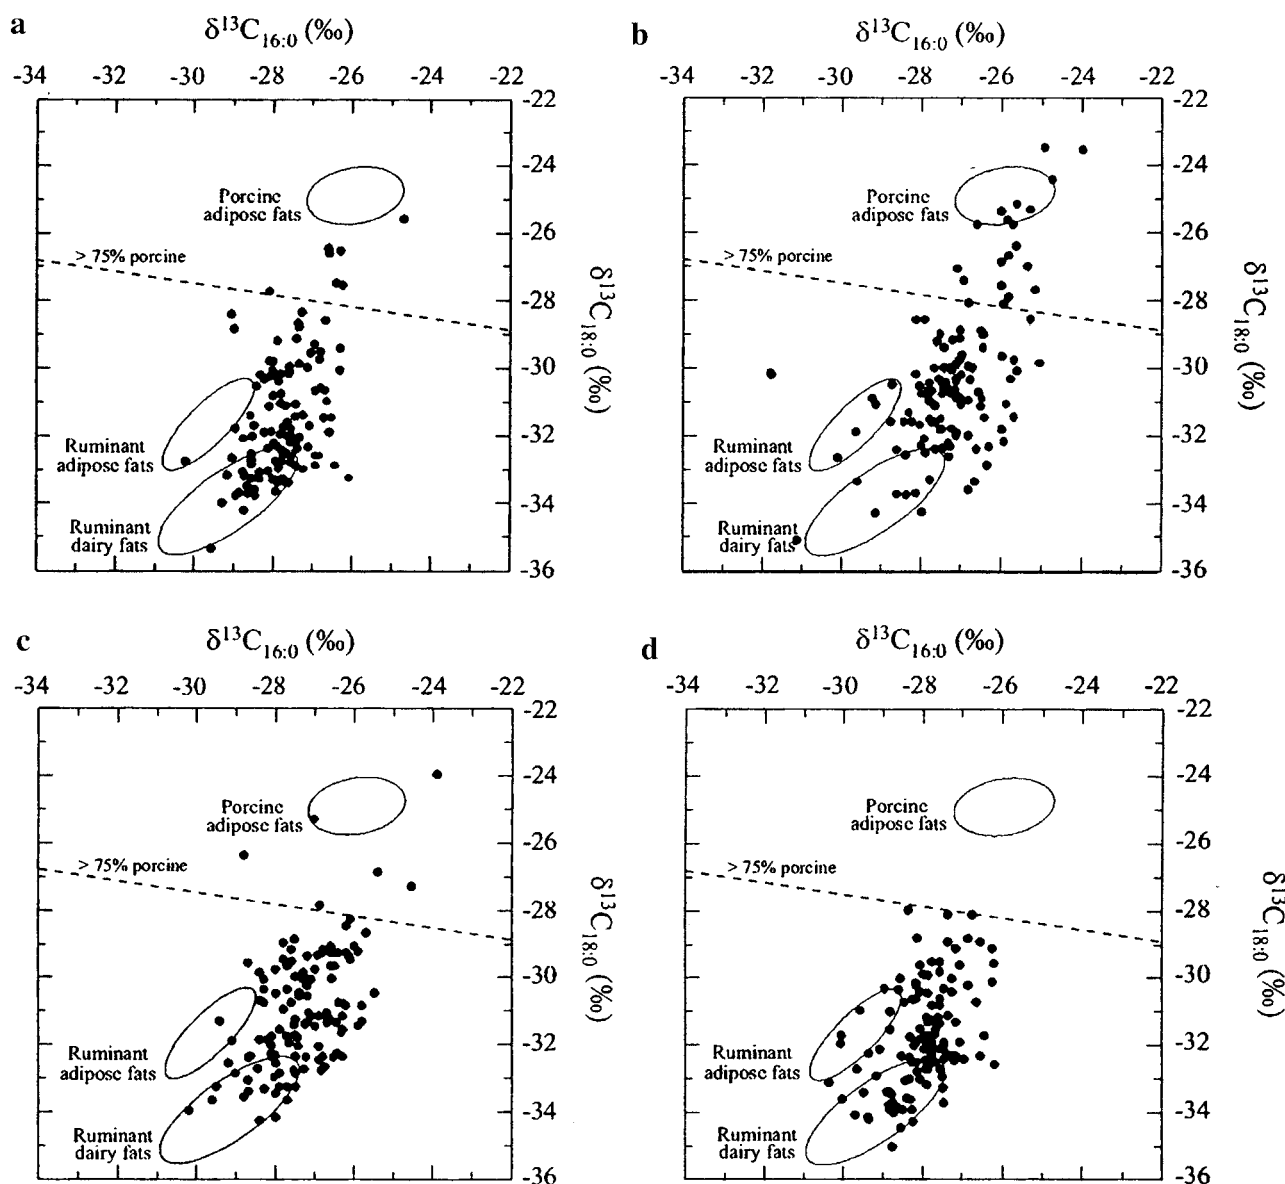 a
δ13C16:0 (‰)
-34 -32 -30 -28 -26 -24 -22
-22
-24
-26
-28
-30
-32
-34
-36
δ13C18:0 (‰)
Porcine
adipose fats
> 75% porcine
Ruminant
adipose fats
Ruminant
dairy fats
b
δ13C16:0 (‰)
-34 -32 -30 -28 -26 -24 -22
-22
-24
-26
-28
-30
-32
-34
-36
δ13C18:0 (‰)
Porcine
adipose fats
> 75% porcine
Ruminant
adipose fats
Ruminant
dairy fats
c
δ13C16:0 (‰)
-34 -32 -30 -28 -26 -24 -22
-22
-24
-26
-28
-30
-32
-34
-36
δ13C18:0 (‰)
Porcine
adipose fats
> 75% porcine
Ruminant
adipose fats
Ruminant
dairy fats
d
δ13C16:0 (‰)
-34 -32 -30 -28 -26 -24 -22
-22
-24
-26
-28
-30
-32
-34
-36
δ13C18:0 (‰)
Porcine
adipose fats
> 75% porcine
Ruminant
adipose fats
Ruminant
dairy fats